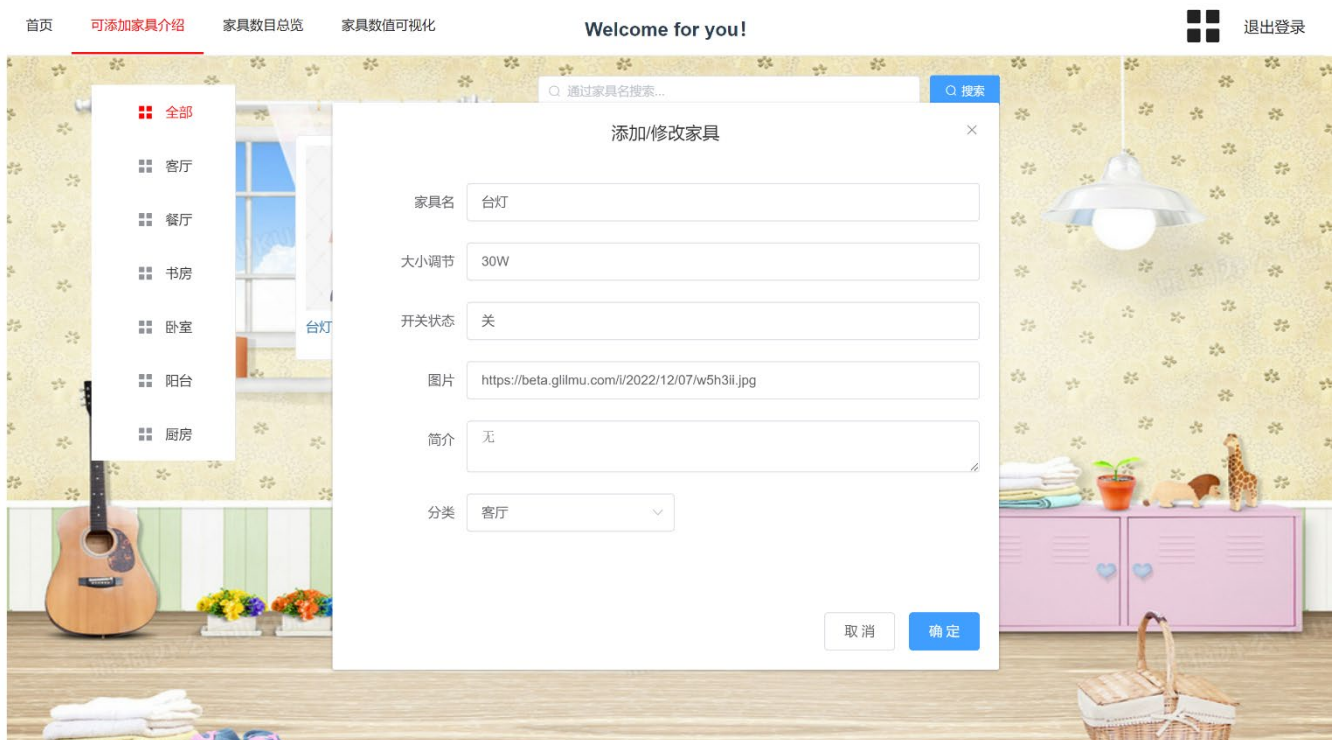 首页 可添加家具介绍 家具数目总览 家具数值可视化 Welcome for you! 退出登录
通过家具名搜索... 搜索
全部
客厅
餐厅
书房
卧室
阳台
厨房
台灯
添加/修改家具
家具名 台灯
大小调节 30W
开关状态 关
图片 https://beta.glilmu.com/i/2022/12/07/w5h3ii.jpg
简介 无
分类 客厅
取消 确定